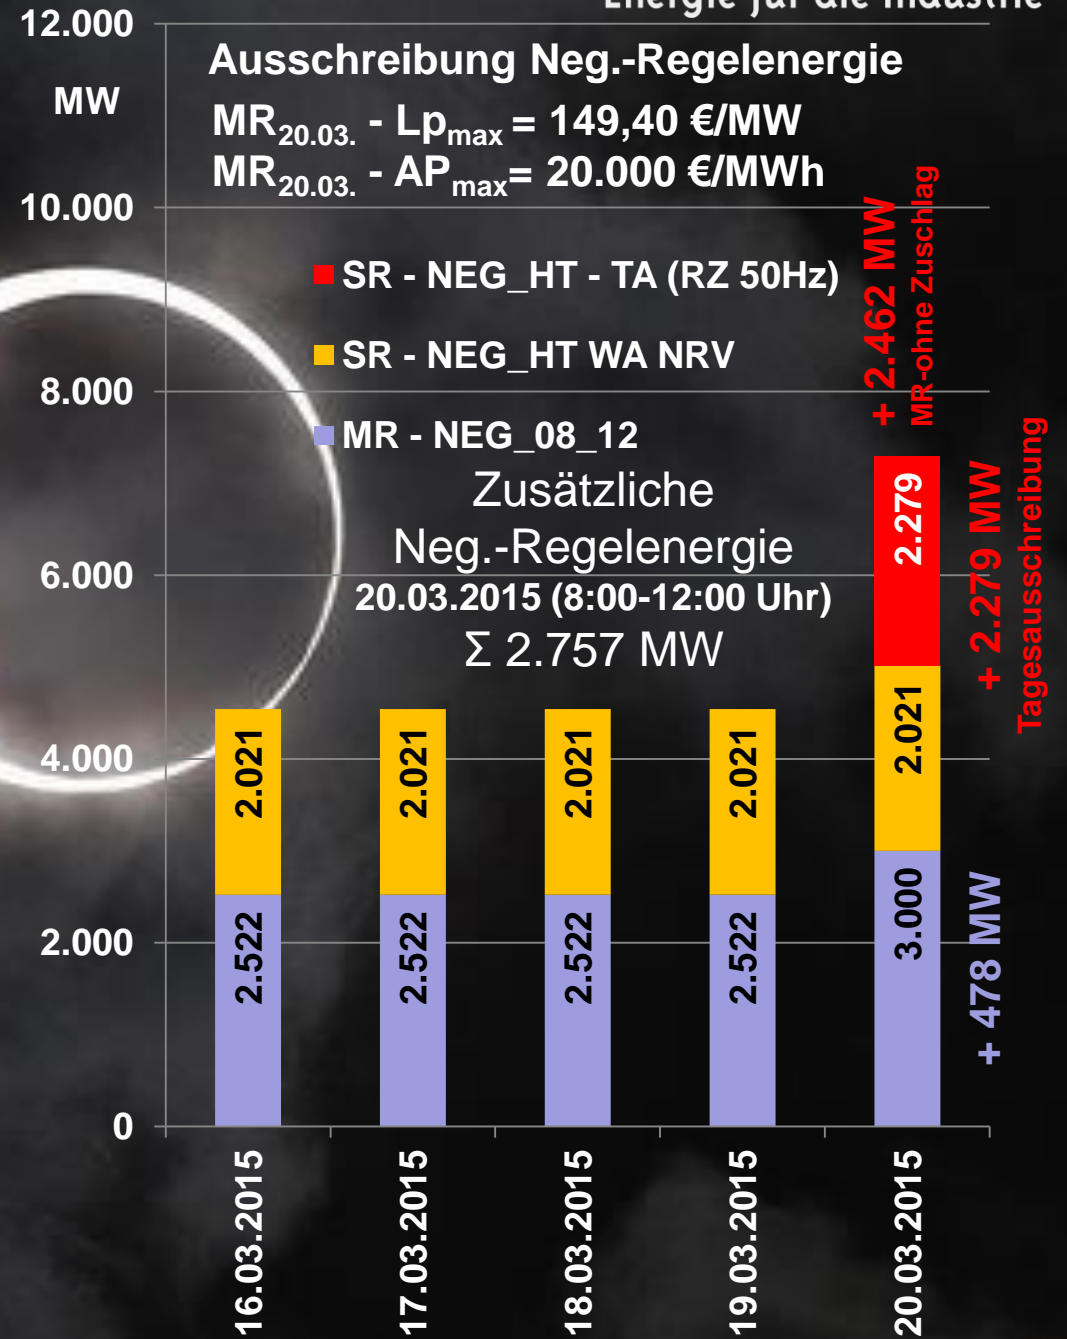 Energie für die Industrie
12.000
MW
10.000
8.000
6.000
4.000
2.000
0
Ausschreibung Neg.-Regelenergie
MR20.03. - Lpmax = 149,40 €/MW
MR20.03. - APmax= 20.000 €/MWh
SR - NEG_HT - TA (RZ 50Hz)
SR - NEG_HT WA NRV
MR - NEG_08_12
Zusätzliche
Neg.-Regelenergie
20.03.2015 (8:00-12:00 Uhr)
Σ 2.757 MW
+ 2.462 MW
MR-ohne Zuschlag
+ 2.279 MW
Tagesausschreibung
+ 478 MW
2.021
2.522
2.021
2.522
2.021
2.522
2.021
2.522
2.279
2.021
3.000
16.03.2015
17.03.2015
18.03.2015
19.03.2015
20.03.2015